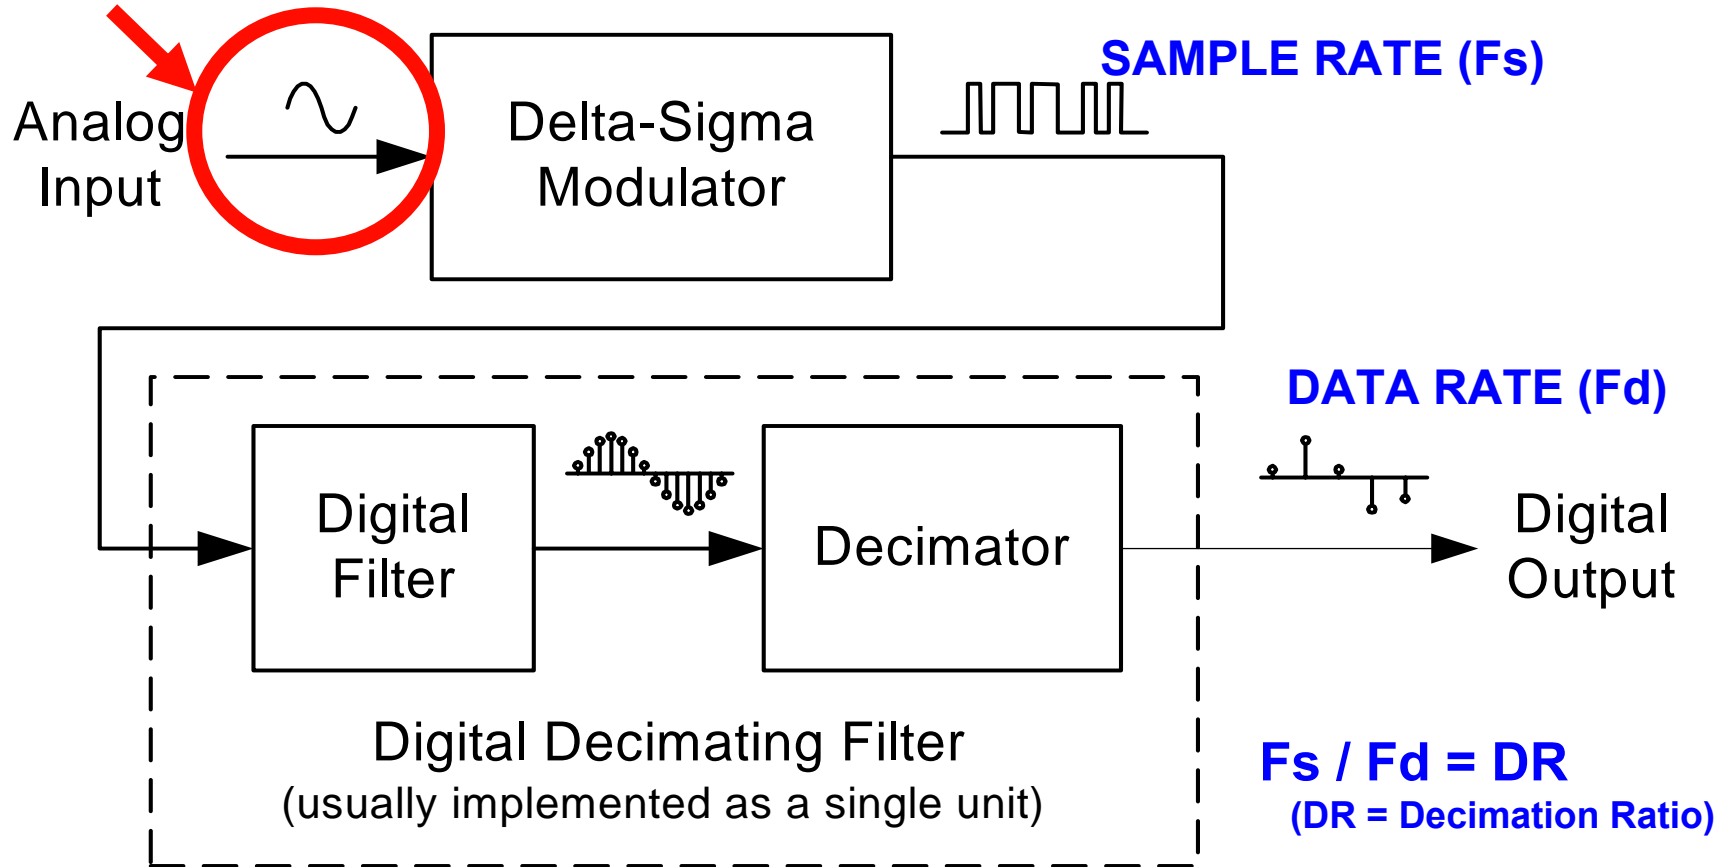 SAMPLE RATE (Fs)
Analog
Input
Delta-Sigma
Modulator
DATA RATE (Fd)
Digital
Filter
Decimator
Digital
Output
Digital Decimating Filter
(usually implemented as a single unit)
Fs / Fd = DR
(DR = Decimation Ratio)